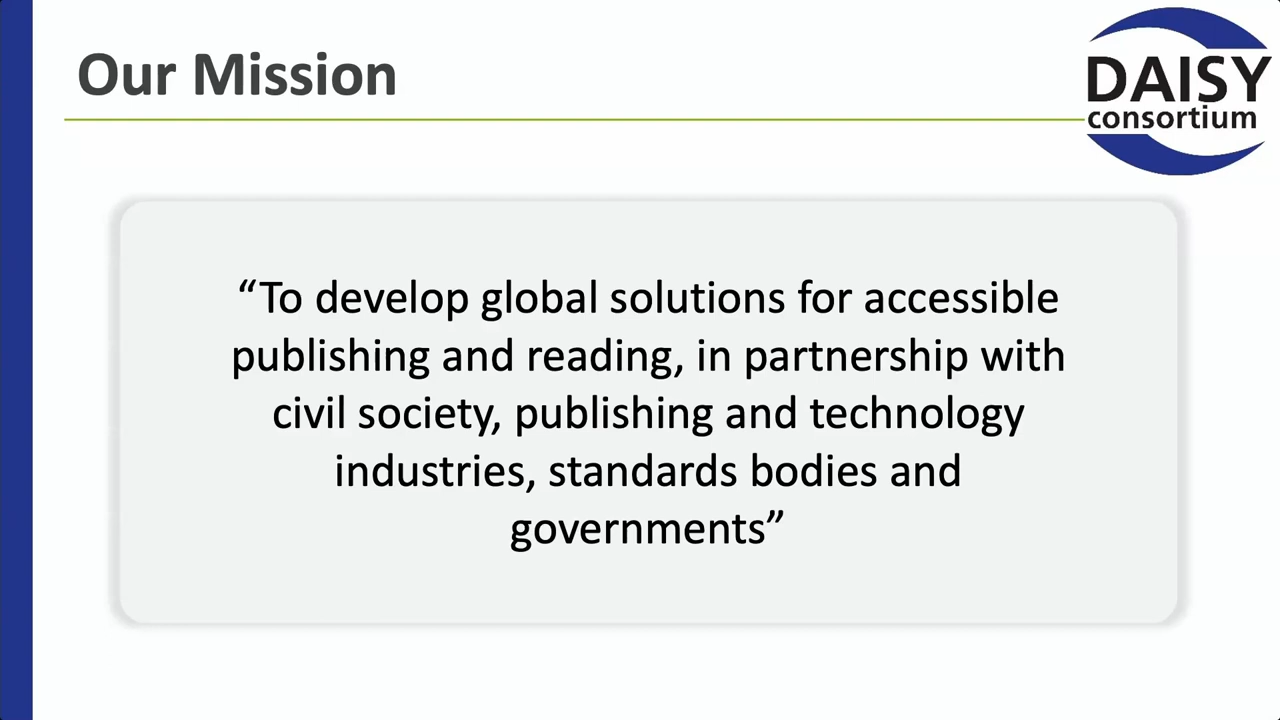 Our Mission
DAISY
consortium
“To develop global solutions for accessible
publishing and reading, in partnership with
civil society, publishing and technology
industries, standards bodies and
governments”